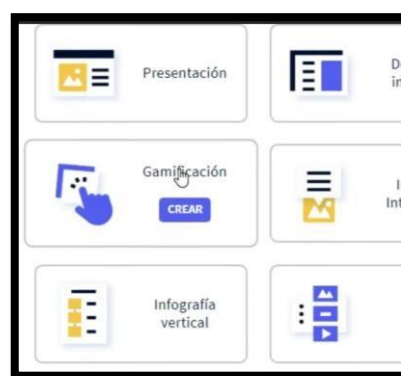 Presentación
Gamificación
CREAR
Infografía
vertical